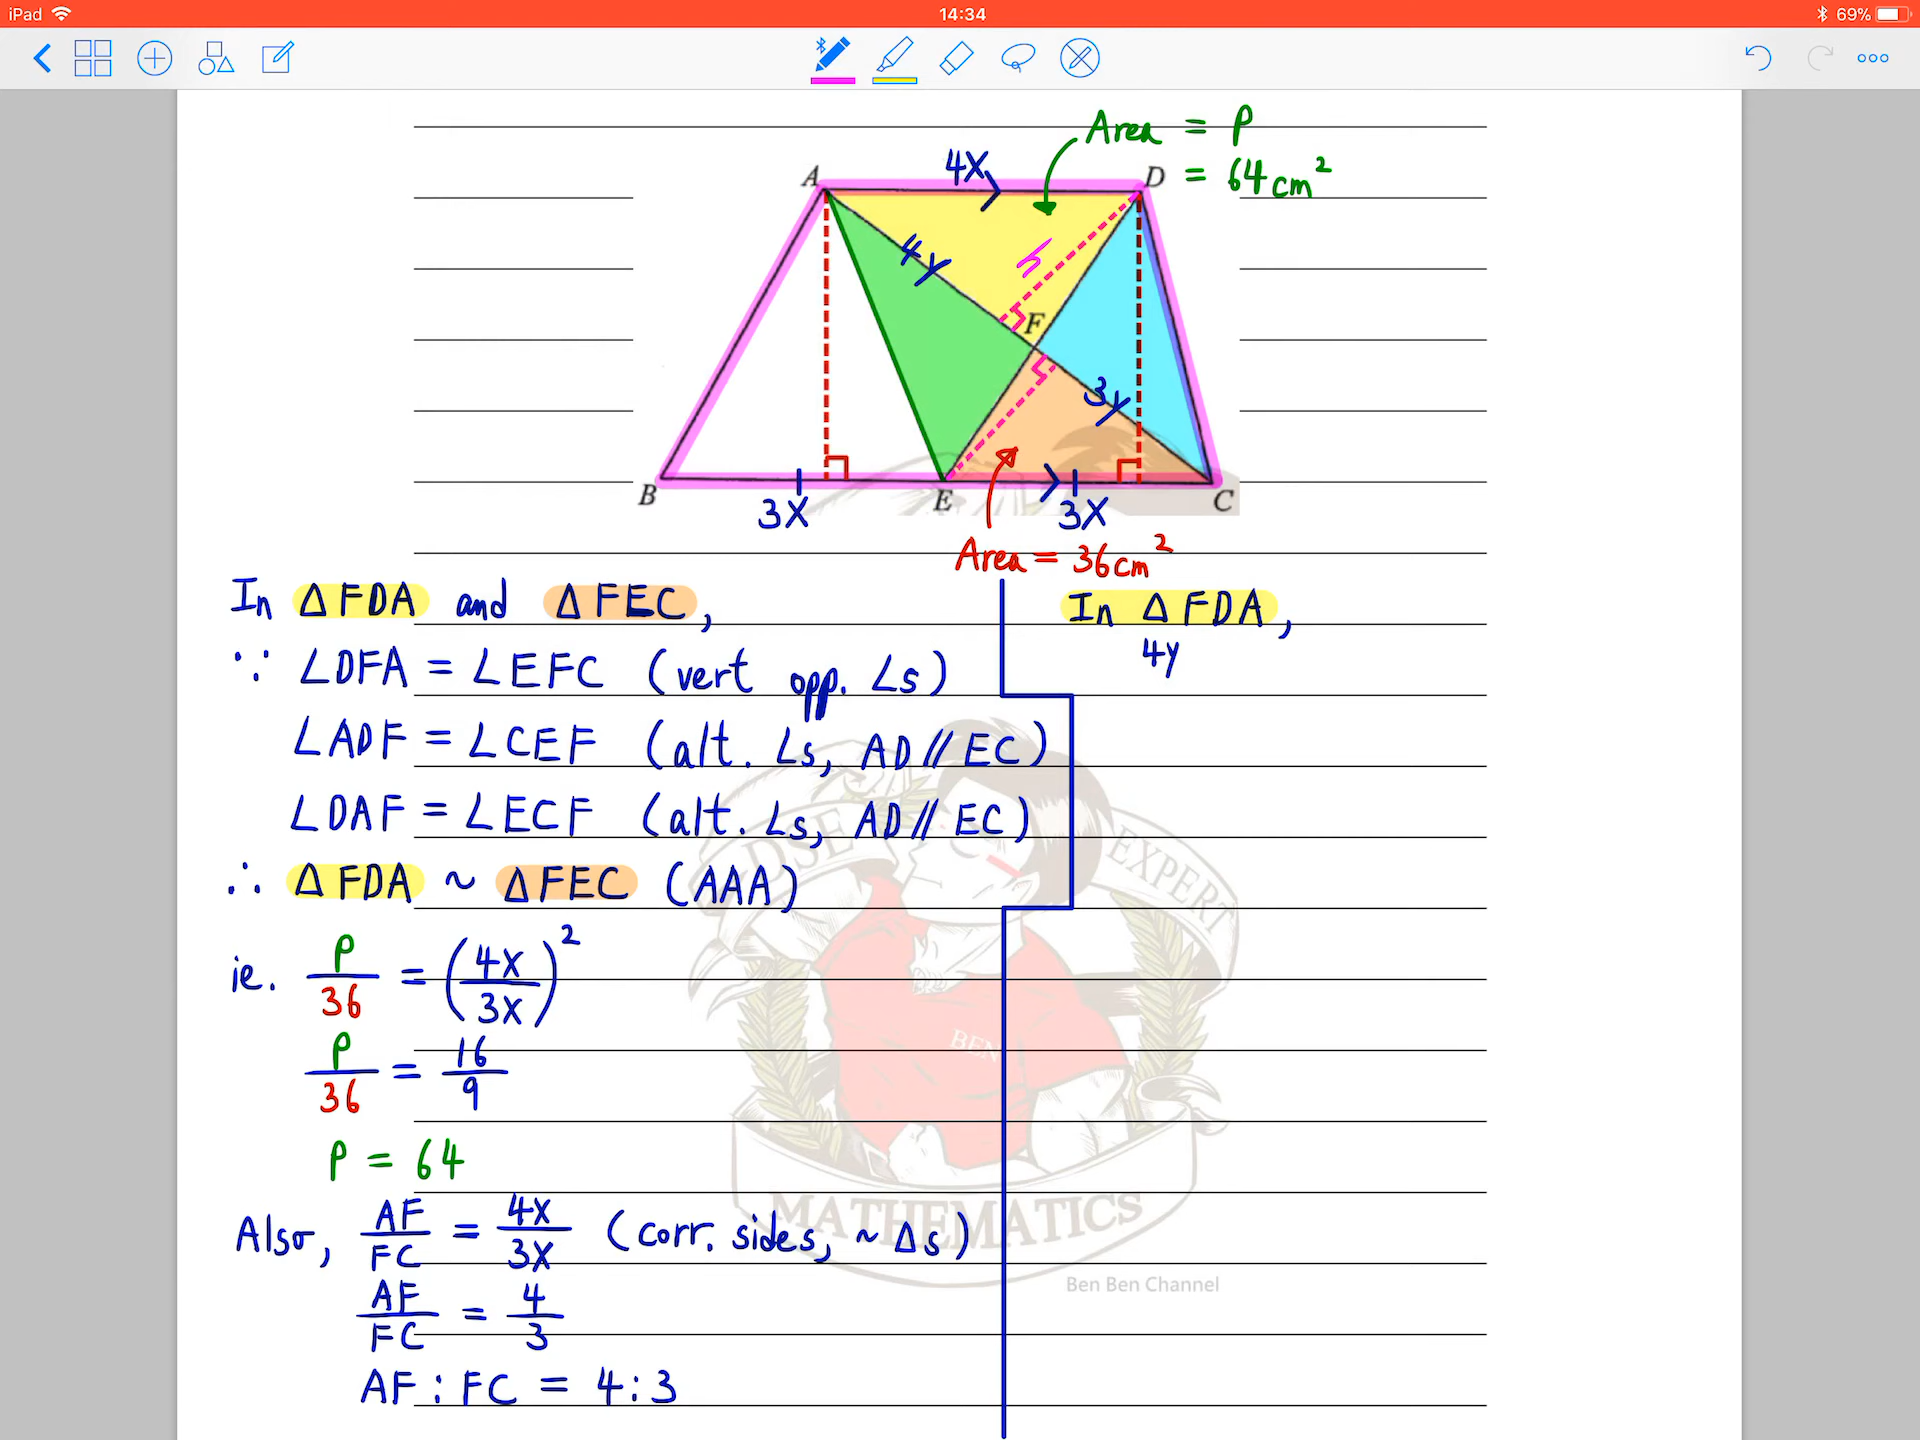 iPad 14:34 69%
Area = P
= 64cm²
A 4x D
4y h
F
3y
B 3x E 3x C
Area = 36cm²
In ΔFDA and ΔFEC,
∵ ∠DFA = ∠EFC (vert opp. ∠s)
∠ADF = ∠CEF (alt. ∠s, AD//EC)
∠DAF = ∠ECF (alt. ∠s, AD//EC)
∴ ΔFDA ~ ΔFEC (AAA)
ie. P/36 = (4x/3x)²
P/36 = 16/9
P = 64
Also, AF/FC = 4x/3x (corr. sides, ~Δs)
AF/FC = 4/3
AF : FC = 4 : 3
In ΔFDA,
4y
DSE EXPERT
BEN
MATHEMATICS
Ben Ben Channel